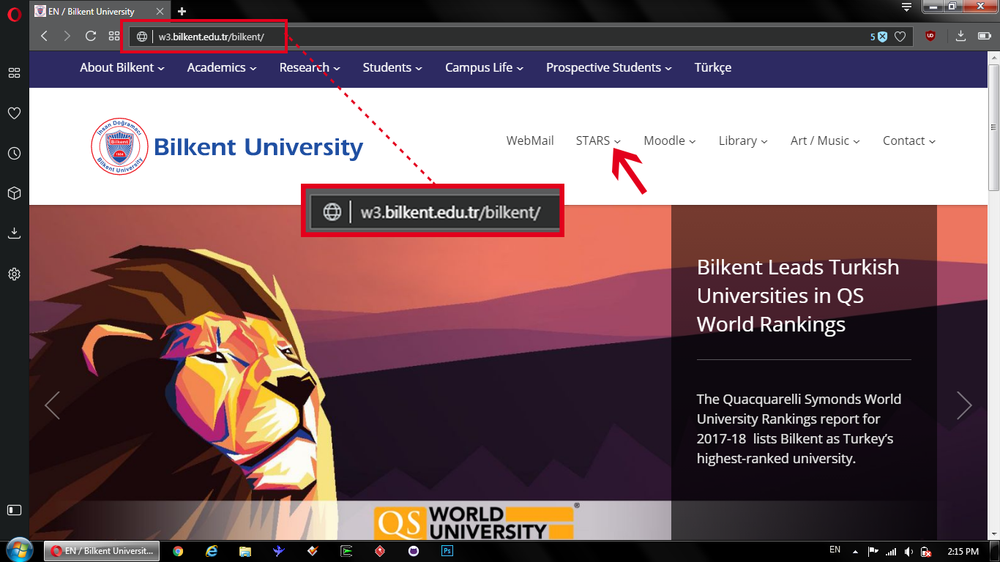 EN / Bilkent University
w3.bilkent.edu.tr/bilkent/
5
About Bilkent
Academics
Research
Students
Campus Life
Prospective Students
Türkçe
İhsan Doğramacı
Bilkent
1984
Bilkent University
Bilkent University
WebMail
STARS
Moodle
Library
Art / Music
Contact
w3.bilkent.edu.tr/bilkent/
Bilkent Leads Turkish
Universities in QS
World Rankings
The Quacquarelli Symonds World
University Rankings report for
2017-18 lists Bilkent as Turkey's
highest-ranked university.
QS
WORLD
UNIVERSITY
®
EN / Bilkent Universit...
Ps
EN
2:15 PM